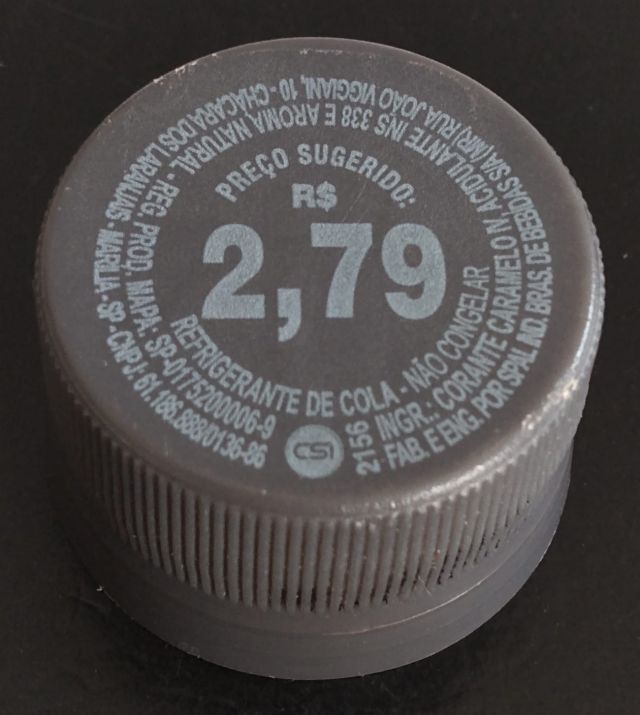 PREÇO SUGERIDO:
R$
2,79
REFRIGERANTE DE COLA - NÃO CONGELAR
INGR.: CORANTE CARAMELO IV, ACIDULANTE INS 338 E AROMA NATURAL - REG. PROD. MAPA: SP-0175200006-9
FAB. E ENG. POR SPAL IND. BRAS. DE BEBIDAS S/A (MR) RUA JOÃO VIGGIANI, 10 - CHÁCARA DOS LARANJAIS - MARÍLIA - SP - CNPJ: 61.186.888/0136-86
2156
CSI